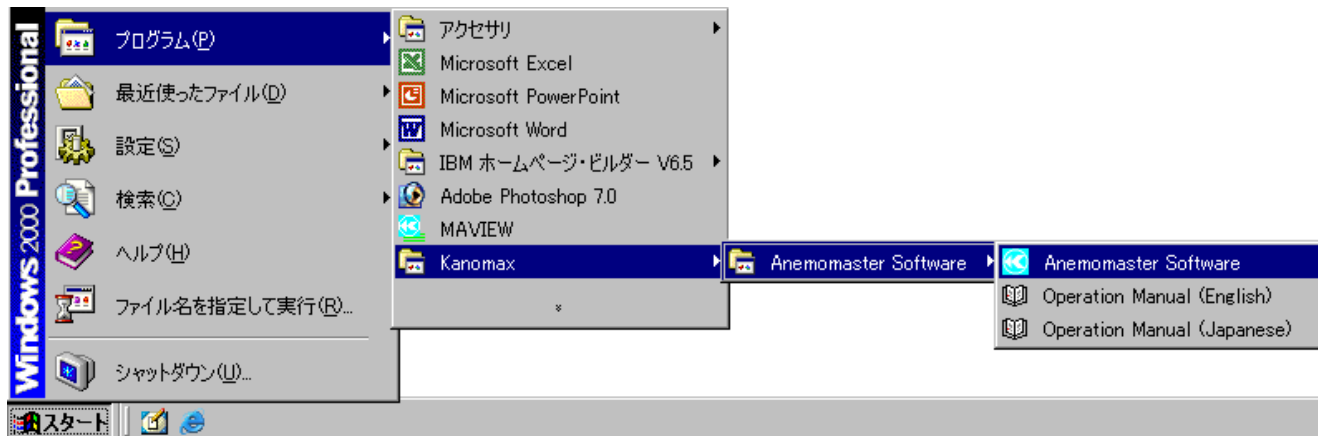 Windows 2000 Professional
プログラム(P)
最近使ったファイル(D)
設定(S)
検索(C)
ヘルプ(H)
ファイル名を指定して実行(R)...
シャットダウン(U)...
アクセサリ
Microsoft Excel
Microsoft PowerPoint
Microsoft Word
IBM ホームページ・ビルダー V6.5
Adobe Photoshop 7.0
MAVIEW
Kanomax
Anemomaster Software
Anemomaster Software
Operation Manual (English)
Operation Manual (Japanese)
スタート